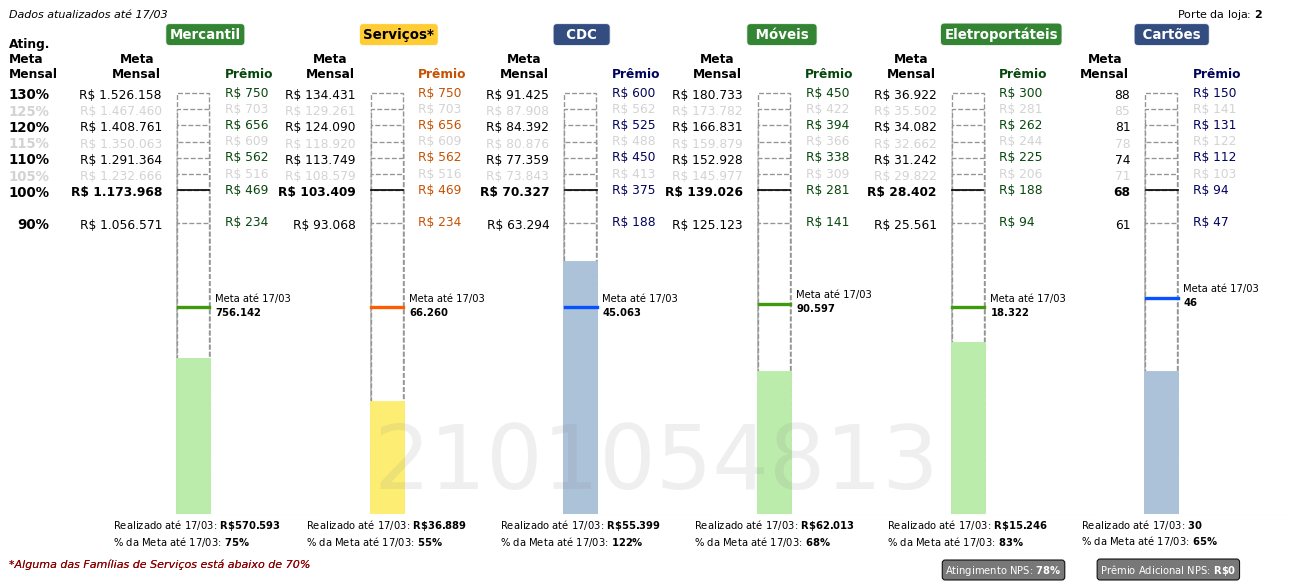 Dados atualizados até 17/03
Porte da loja: 2
Mercantil Serviços* CDC Móveis Eletroportáteis Cartões
Ating. Meta Mensal
Meta Mensal Prêmio Meta Mensal Prêmio Meta Mensal Prêmio Meta Mensal Prêmio Meta Mensal Prêmio Meta Mensal Prêmio
130% R$ 1.526.158 R$ 750 R$ 134.431 R$ 750 R$ 91.425 R$ 600 R$ 180.733 R$ 450 R$ 36.922 R$ 300 88 R$ 150
125% R$ 1.467.460 R$ 703 R$ 129.261 R$ 703 R$ 87.908 R$ 562 R$ 173.782 R$ 422 R$ 35.502 R$ 281 85 R$ 141
120% R$ 1.408.761 R$ 656 R$ 124.090 R$ 656 R$ 84.392 R$ 525 R$ 166.831 R$ 394 R$ 34.082 R$ 262 81 R$ 131
115% R$ 1.350.063 R$ 609 R$ 118.920 R$ 609 R$ 80.876 R$ 488 R$ 159.879 R$ 366 R$ 32.662 R$ 244 78 R$ 122
110% R$ 1.291.364 R$ 562 R$ 113.749 R$ 562 R$ 77.359 R$ 450 R$ 152.928 R$ 338 R$ 31.242 R$ 225 74 R$ 112
105% R$ 1.232.666 R$ 516 R$ 108.579 R$ 516 R$ 73.843 R$ 413 R$ 145.977 R$ 309 R$ 29.822 R$ 206 71 R$ 103
100% R$ 1.173.968 R$ 469 R$ 103.409 R$ 469 R$ 70.327 R$ 375 R$ 139.026 R$ 281 R$ 28.402 R$ 188 68 R$ 94
90% R$ 1.056.571 R$ 234 R$ 93.068 R$ 234 R$ 63.294 R$ 188 R$ 125.123 R$ 141 R$ 25.561 R$ 94 61 R$ 47
Meta até 17/03 Meta até 17/03 Meta até 17/03 Meta até 17/03 Meta até 17/03 Meta até 17/03
756.142 66.260 45.063 90.597 18.322 46
2101054813
Realizado até 17/03: R$570.593 Realizado até 17/03: R$36.889 Realizado até 17/03: R$55.399 Realizado até 17/03: R$62.013 Realizado até 17/03: R$15.246 Realizado até 17/03: 30
% da Meta até 17/03: 75% % da Meta até 17/03: 55% % da Meta até 17/03: 122% % da Meta até 17/03: 68% % da Meta até 17/03: 83% % da Meta até 17/03: 65%
*Alguma das Famílias de Serviços está abaixo de 70%
Atingimento NPS: 78% Prêmio Adicional NPS: R$0